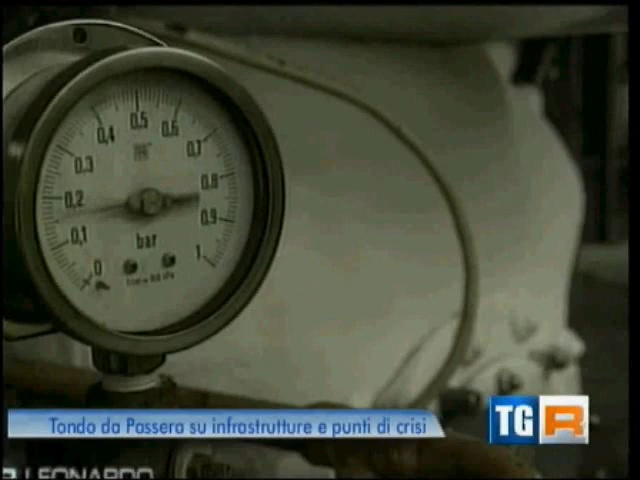 0,5
0,4
0,6
0,3
0,7
0,2
0,8
0,1
0,9
bar
0
1
Tondo da Passera su infrastrutture e punti di crisi
TGR
LEONARDO